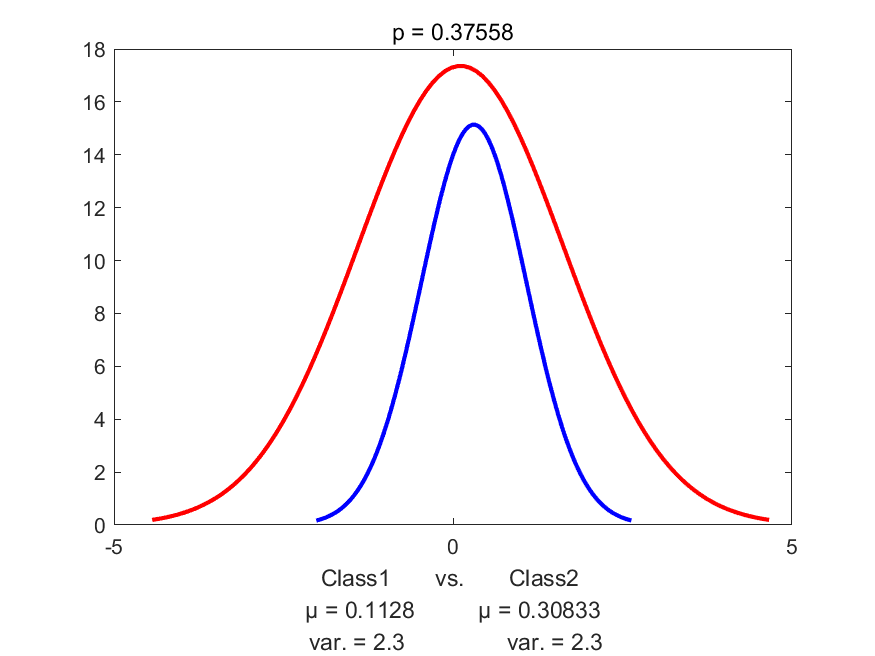 p = 0.37558
18
16
14
12
10
8
6
4
2
0
-5 0 5
Class1 vs. Class2
μ = 0.1128 μ = 0.30833
var. = 2.3 var. = 2.3